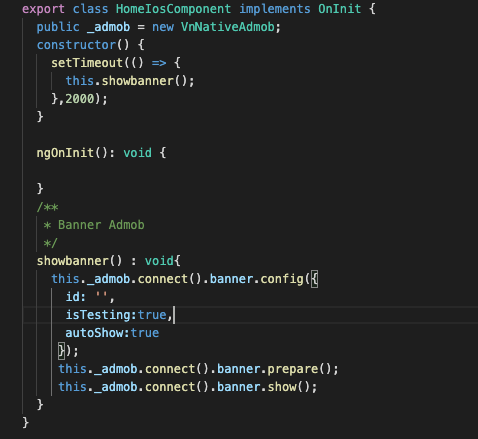 export class HomeIosComponent implements OnInit {
public _admob = new VnNativeAdmob;
constructor() {
setTimeout(() => {
this.showbanner();
},2000);
}
ngOnInit(): void {
}
/**
* Banner Admob
*/
showbanner() : void{
this._admob.connect().banner.config({
id: '',
isTesting:true,
autoShow:true
});
this._admob.connect().banner.prepare();
this._admob.connect().banner.show();
}
}